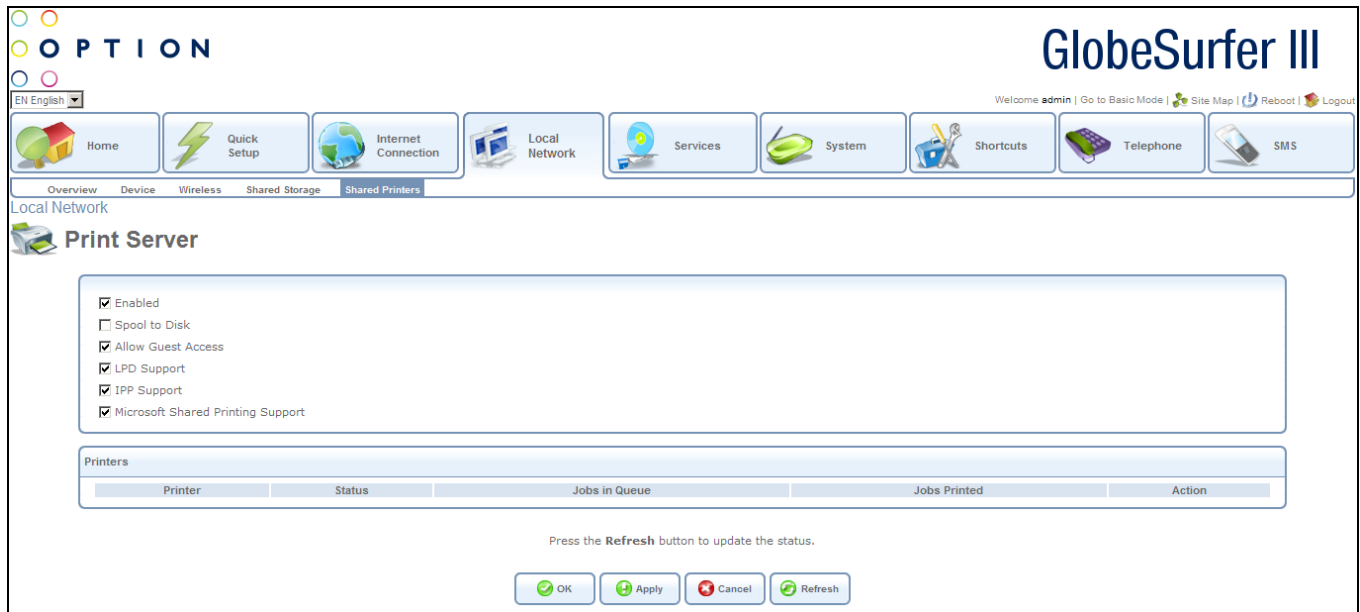 OPTION
GlobeSurfer III
EN English
Welcome admin | Go to Basic Mode | Site Map | Reboot | Logout
Home
Quick Setup
Internet Connection
Local Network
Services
System
Shortcuts
Telephone
SMS
Overview Device Wireless Shared Storage Shared Printers
Local Network
Print Server
Enabled
Spool to Disk
Allow Guest Access
LPD Support
IPP Support
Microsoft Shared Printing Support
Printers
Printer Status Jobs in Queue Jobs Printed Action
Press the Refresh button to update the status.
OK Apply Cancel Refresh